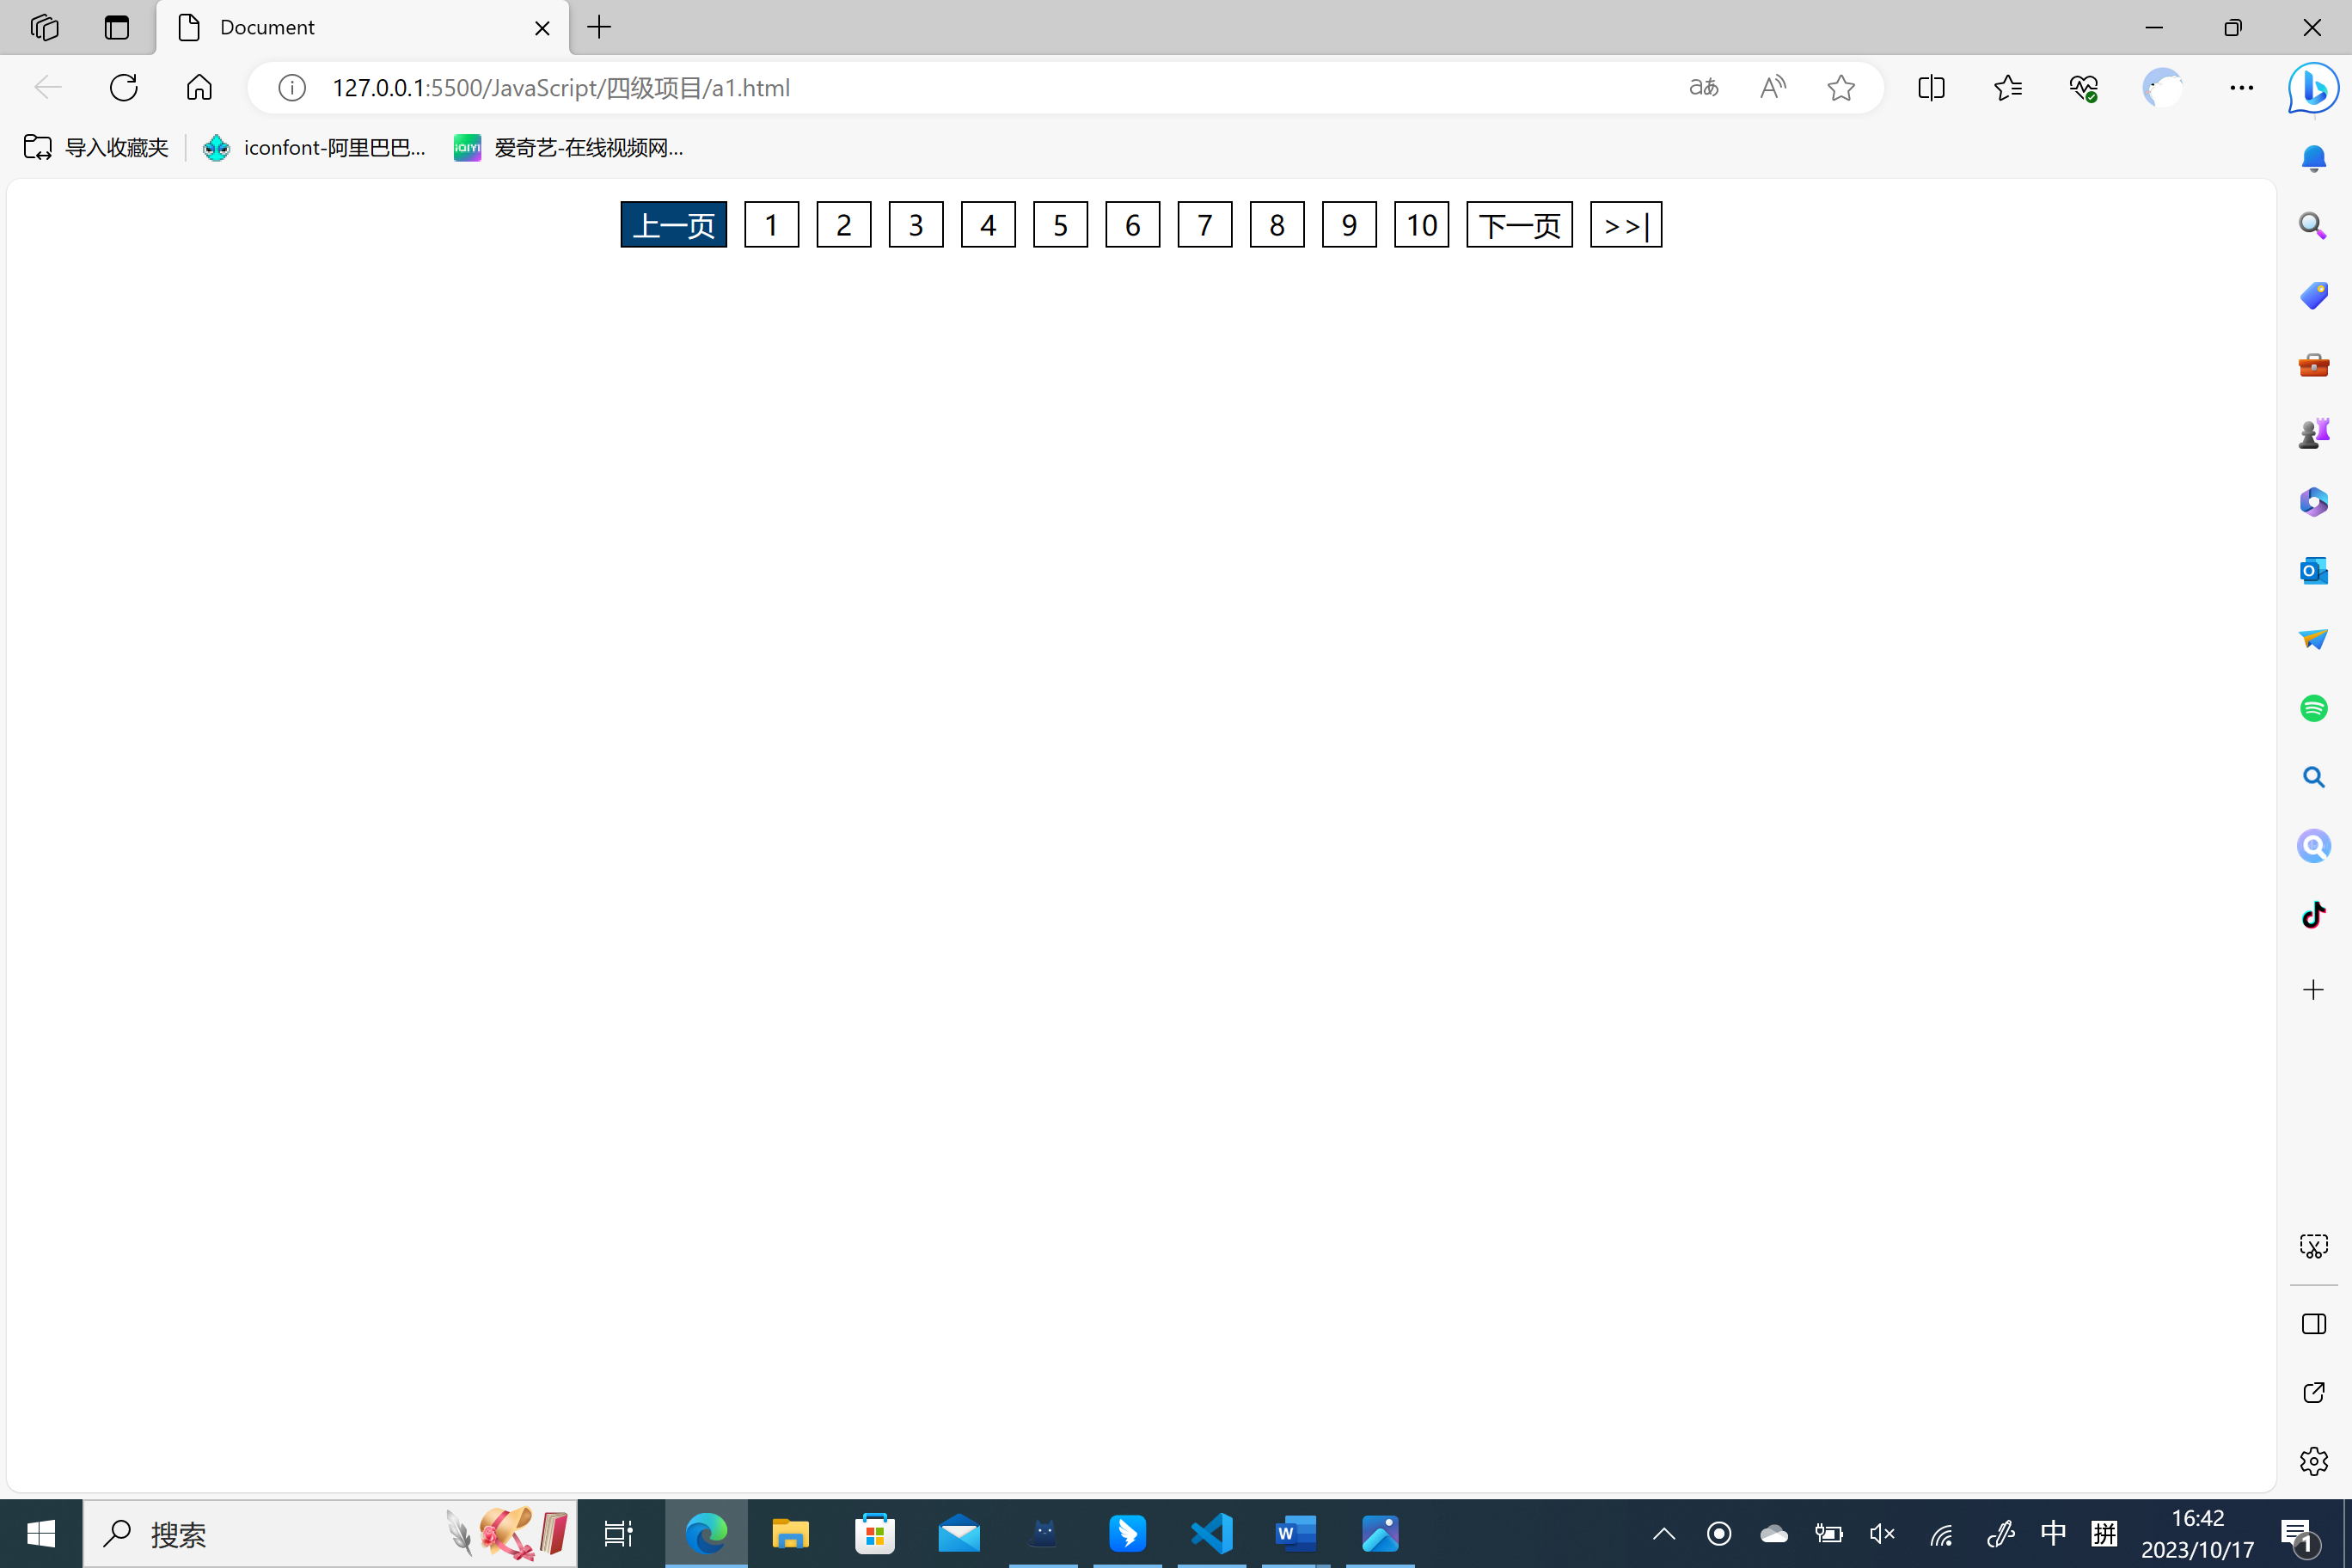 Document
127.0.0.1:5500/JavaScript/四级项目/a1.html
导入收藏夹 iconfont-阿里巴巴... 爱奇艺-在线视频网...
上一页 1 2 3 4 5 6 7 8 9 10 下一页 >>|
搜索
中 拼 16:42
2023/10/17 1